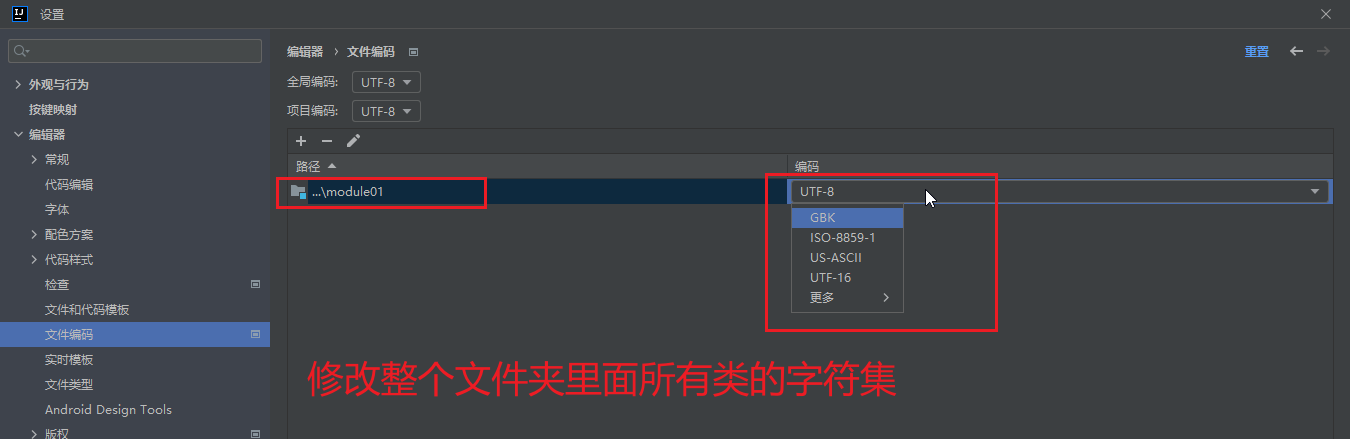 设置
外观与行为
按键映射
编辑器
常规
代码编辑
字体
配色方案
代码样式
检查
文件和代码模板
文件编码
实时模板
文件类型
Android Design Tools
版权
编辑器 › 文件编码
重置
全局编码: UTF-8
项目编码: UTF-8
路径 编码
...\module01 UTF-8
GBK
ISO-8859-1
US-ASCII
UTF-16
更多
修改整个文件夹里面所有类的字符集